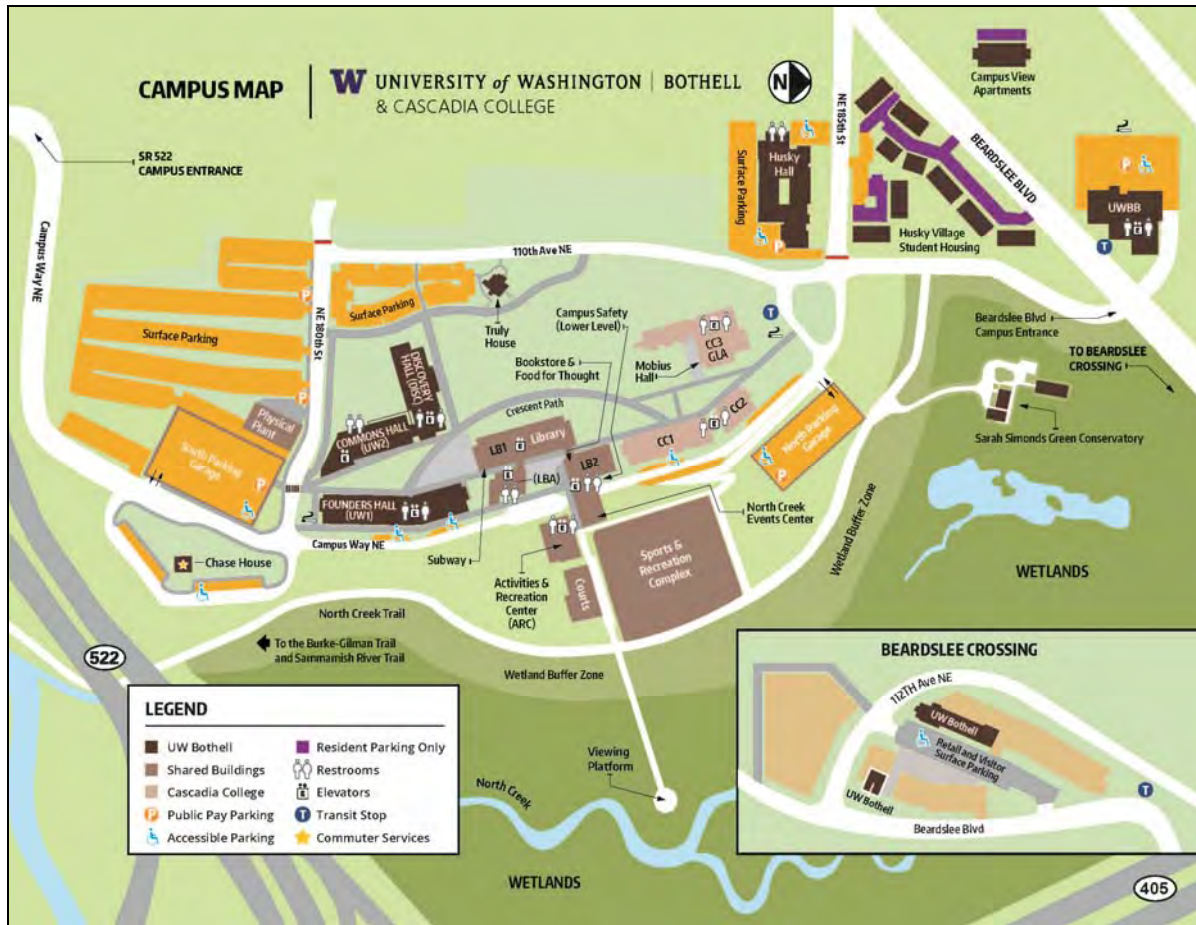 CAMPUS MAP
W UNIVERSITY of WASHINGTON | BOTHELL
& CASCADIA COLLEGE
N
Campus View
Apartments
SR 522
CAMPUS ENTRANCE
Campus Way NE
NE 185th St
BEARDSLEE BLVD
Surface Parking
Husky
Hall
P
P
UWBB
T
Husky Village
Student Housing
110th Ave NE
Surface Parking
Surface Parking
P
P
NE 180th St
Truly
House
Campus Safety
(Lower Level)
T
Beardslee Blvd
Campus Entrance
TO BEARDSLEE
CROSSING
Bookstore &
Food for Thought
Mobius
Hall
CC3
GLA
DISCOVERY
HALL (DISC)
Crescent Path
Physical
Plant
COMMONS HALL
(UW2)
LB1
Library
CC2
CC1
North Parking
Garage
P
Sarah Simonds Green Conservatory
South Parking
Garage
P
(LBA)
LB2
FOUNDERS HALL
(UW1)
North Creek
Events Center
Campus Way NE
Subway
Chase House
Activities &
Recreation
Center
(ARC)
Sports &
Recreation
Complex
Courts
Wetland Buffer Zone
WETLANDS
North Creek Trail
To the Burke-Gilman Trail
and Sammamish River Trail
Wetland Buffer Zone
522
LEGEND
UW Bothell
Shared Buildings
Cascadia College
P Public Pay Parking
Accessible Parking
Resident Parking Only
Restrooms
E Elevators
T Transit Stop
Commuter Services
Viewing
Platform
North Creek
WETLANDS
BEARDSLEE CROSSING
112TH Ave NE
UW Bothell
Retail and Visitor
Surface Parking
UW Bothell
T
Beardslee Blvd
405